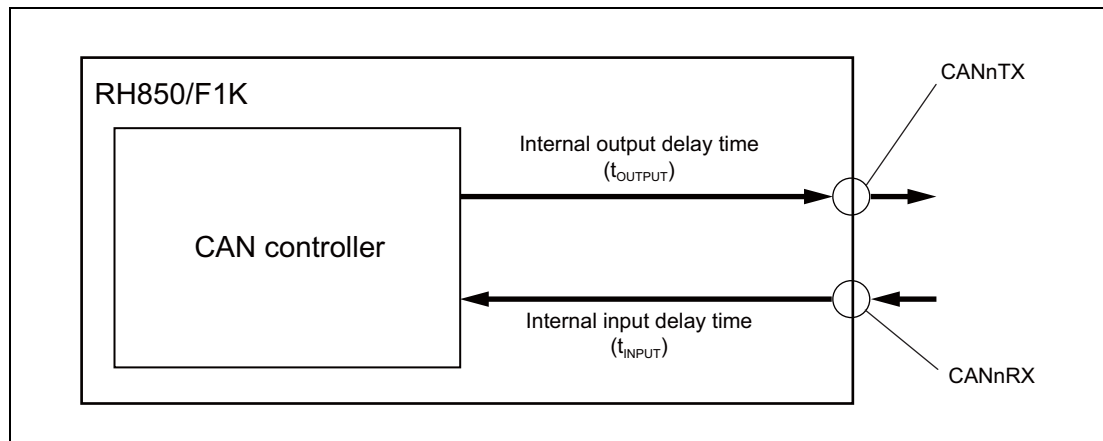 RH850/F1K
CANnTX
Internal output delay time
(tOUTPUT)
CAN controller
Internal input delay time
(tINPUT)
CANnRX